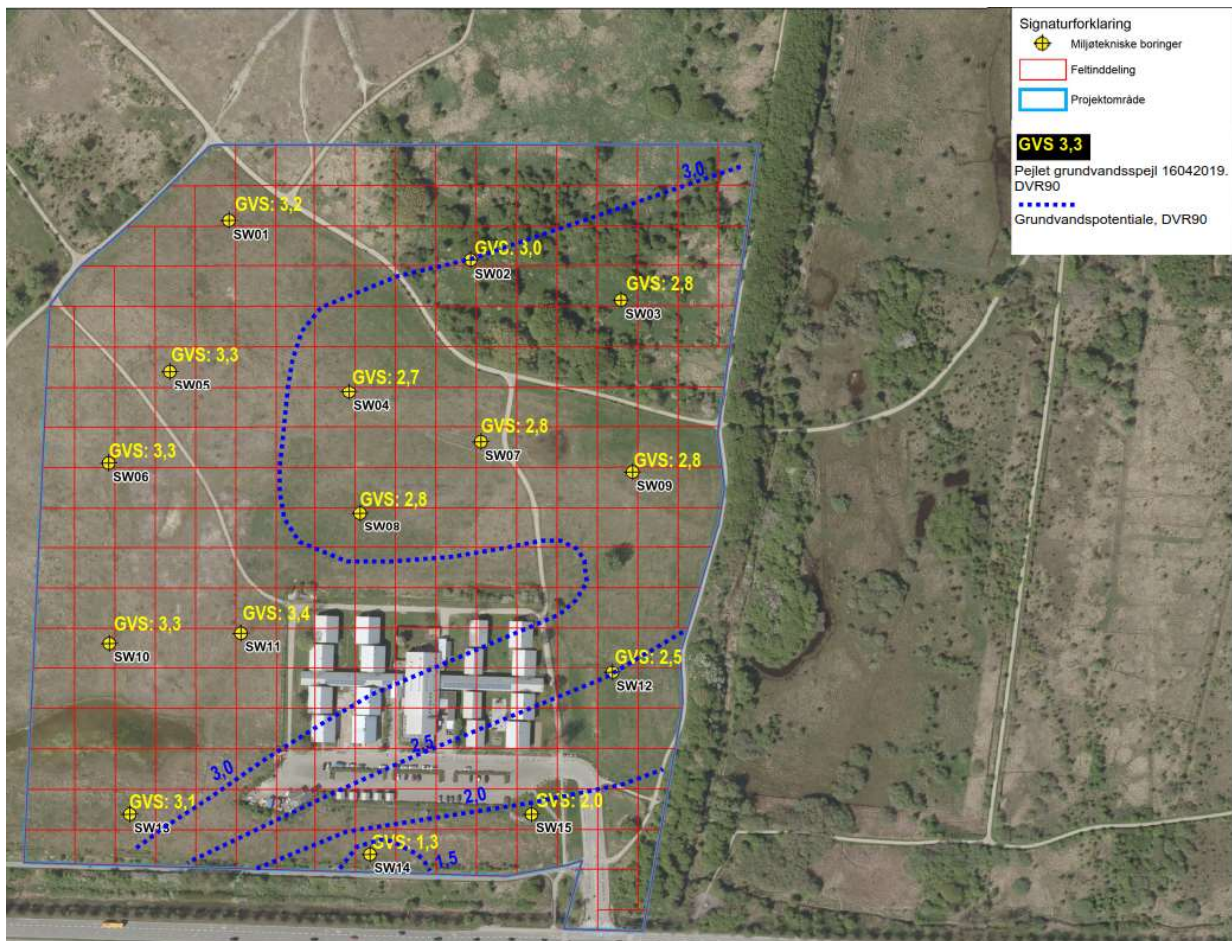 Signaturforklaring
Miljøtekniske boringer
Feltinddeling
Projektområde
GVS 3,3
Pejlet grundvandsspejl 16042019.
DVR90
Grundvandspotentiale, DVR90
3,0
GVS: 3,2
SW01
GVS: 3,0
SW02
GVS: 2,8
SW03
GVS: 3,3
SW05
GVS: 2,7
SW04
GVS: 2,8
SW07
GVS: 3,3
SW06
GVS: 2,8
SW09
GVS: 2,8
SW08
GVS: 3,4
SW11
GVS: 3,3
SW10
GVS: 2,5
SW12
2,5
3,0
2,0
GVS: 3,1
SW13
GVS: 2,0
SW15
GVS: 1,3
SW14
1,5